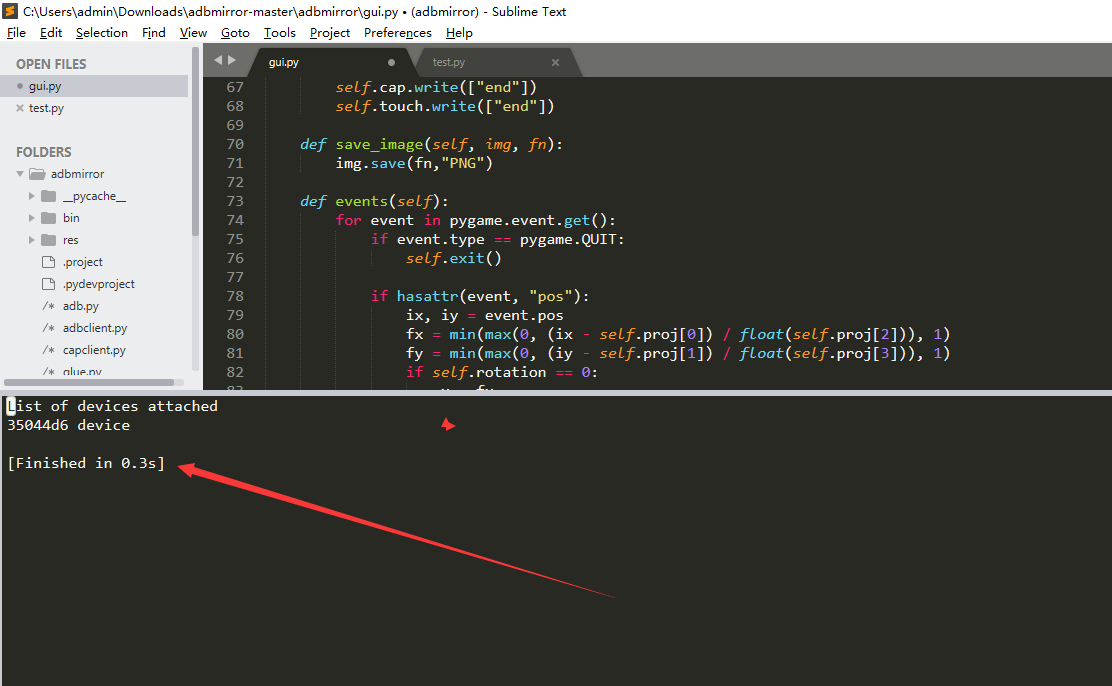 C:\Users\admin\Downloads\adbmirror-master\adbmirror\gui.py • (adbmirror) - Sublime Text
File Edit Selection Find View Goto Tools Project Preferences Help
OPEN FILES
gui.py
test.py
FOLDERS
adbmirror
__pycache__
bin
res
.project
.pydevproject
/* adb.py
/* adbclient.py
/* capclient.py
/* glue.py
gui.py
test.py
67 self.cap.write(["end"])
68 self.touch.write(["end"])
69
70 def save_image(self, img, fn):
71 img.save(fn,"PNG")
72
73 def events(self):
74 for event in pygame.event.get():
75 if event.type == pygame.QUIT:
76 self.exit()
77
78 if hasattr(event, "pos"):
79 ix, iy = event.pos
80 fx = min(max(0, (ix - self.proj[0]) / float(self.proj[2])), 1)
81 fy = min(max(0, (iy - self.proj[1]) / float(self.proj[3])), 1)
82 if self.rotation == 0:
List of devices attached
35044d6 device
[Finished in 0.3s]